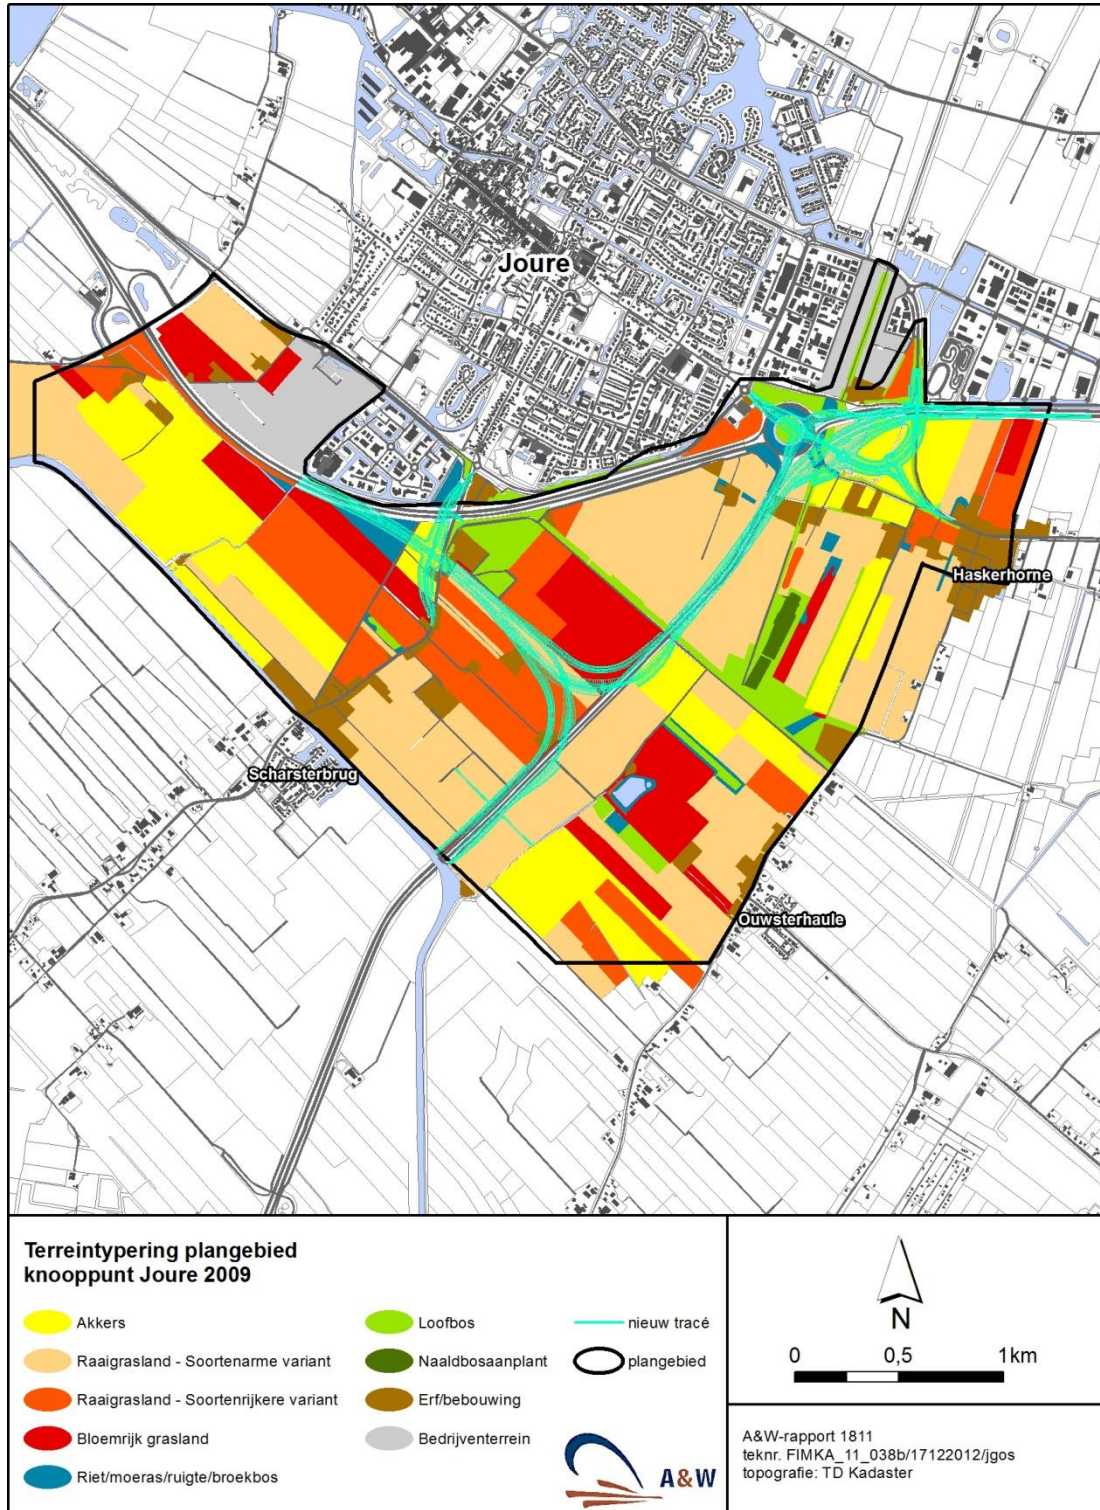 Joure
Haskerhorne
Scharsterbrug
Ouwsterhaule
Terreintypering plangebied
knooppunt Joure 2009
Akkers
Raaigrasland - Soortenarme variant
Raaigrasland - Soortenrijkere variant
Bloemrijk grasland
Riet/moeras/ruigte/broekbos
Loofbos
Naaldbosaanplant
Erf/bebouwing
Bedrijventerrein
nieuw tracé
plangebied
A&W
N
0 0,5 1km
A&W-rapport 1811
teknr. FIMKA_11_038b/17122012/jgos
topografie: TD Kadaster